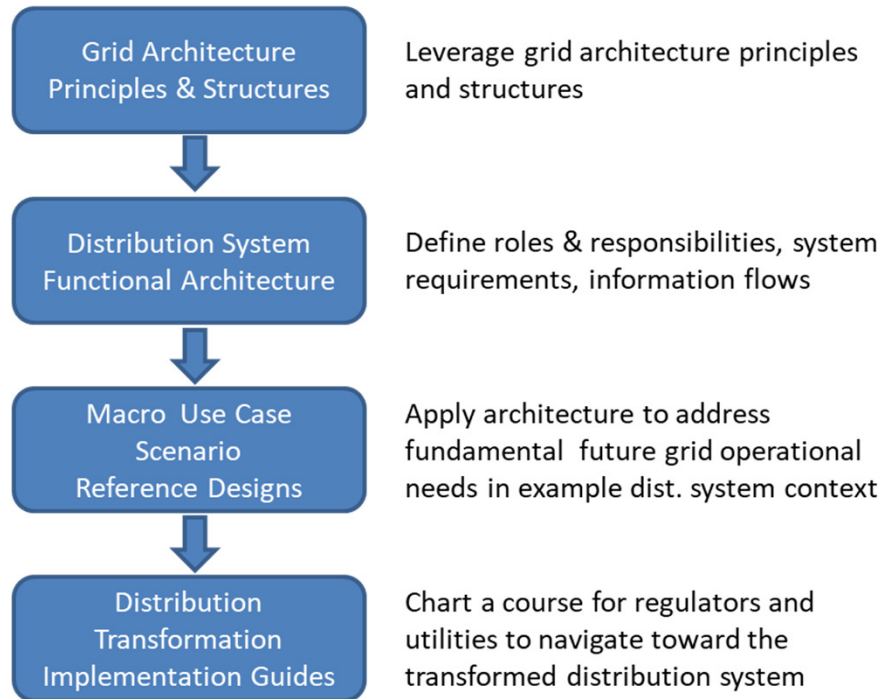 Grid Architecture
Principles & Structures
Leverage grid architecture principles
and structures
Distribution System
Functional Architecture
Define roles & responsibilities, system
requirements, information flows
Macro Use Case
Scenario
Reference Designs
Apply architecture to address
fundamental future grid operational
needs in example dist. system context
Distribution
Transformation
Implementation Guides
Chart a course for regulators and
utilities to navigate toward the
transformed distribution system